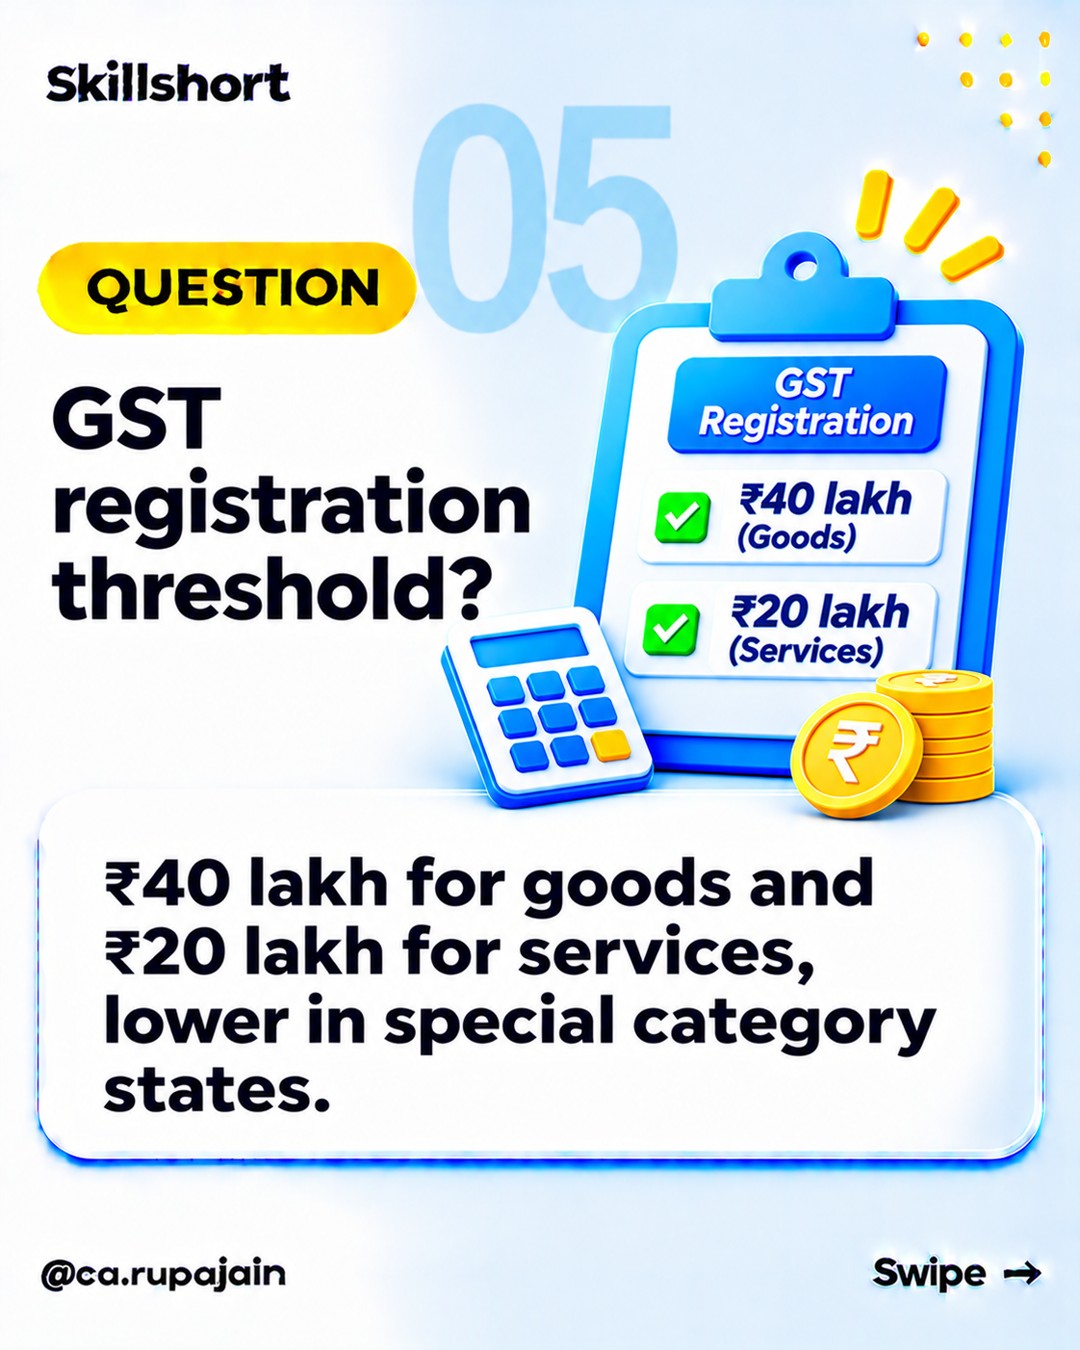 Skillshort
05
QUESTION
GST
registration
threshold?
GST
Registration
₹40 lakh
(Goods)
₹20 lakh
(Services)
₹
₹
₹40 lakh for goods and
₹20 lakh for services,
lower in special category
states.
@ca.rupajain
Swipe →